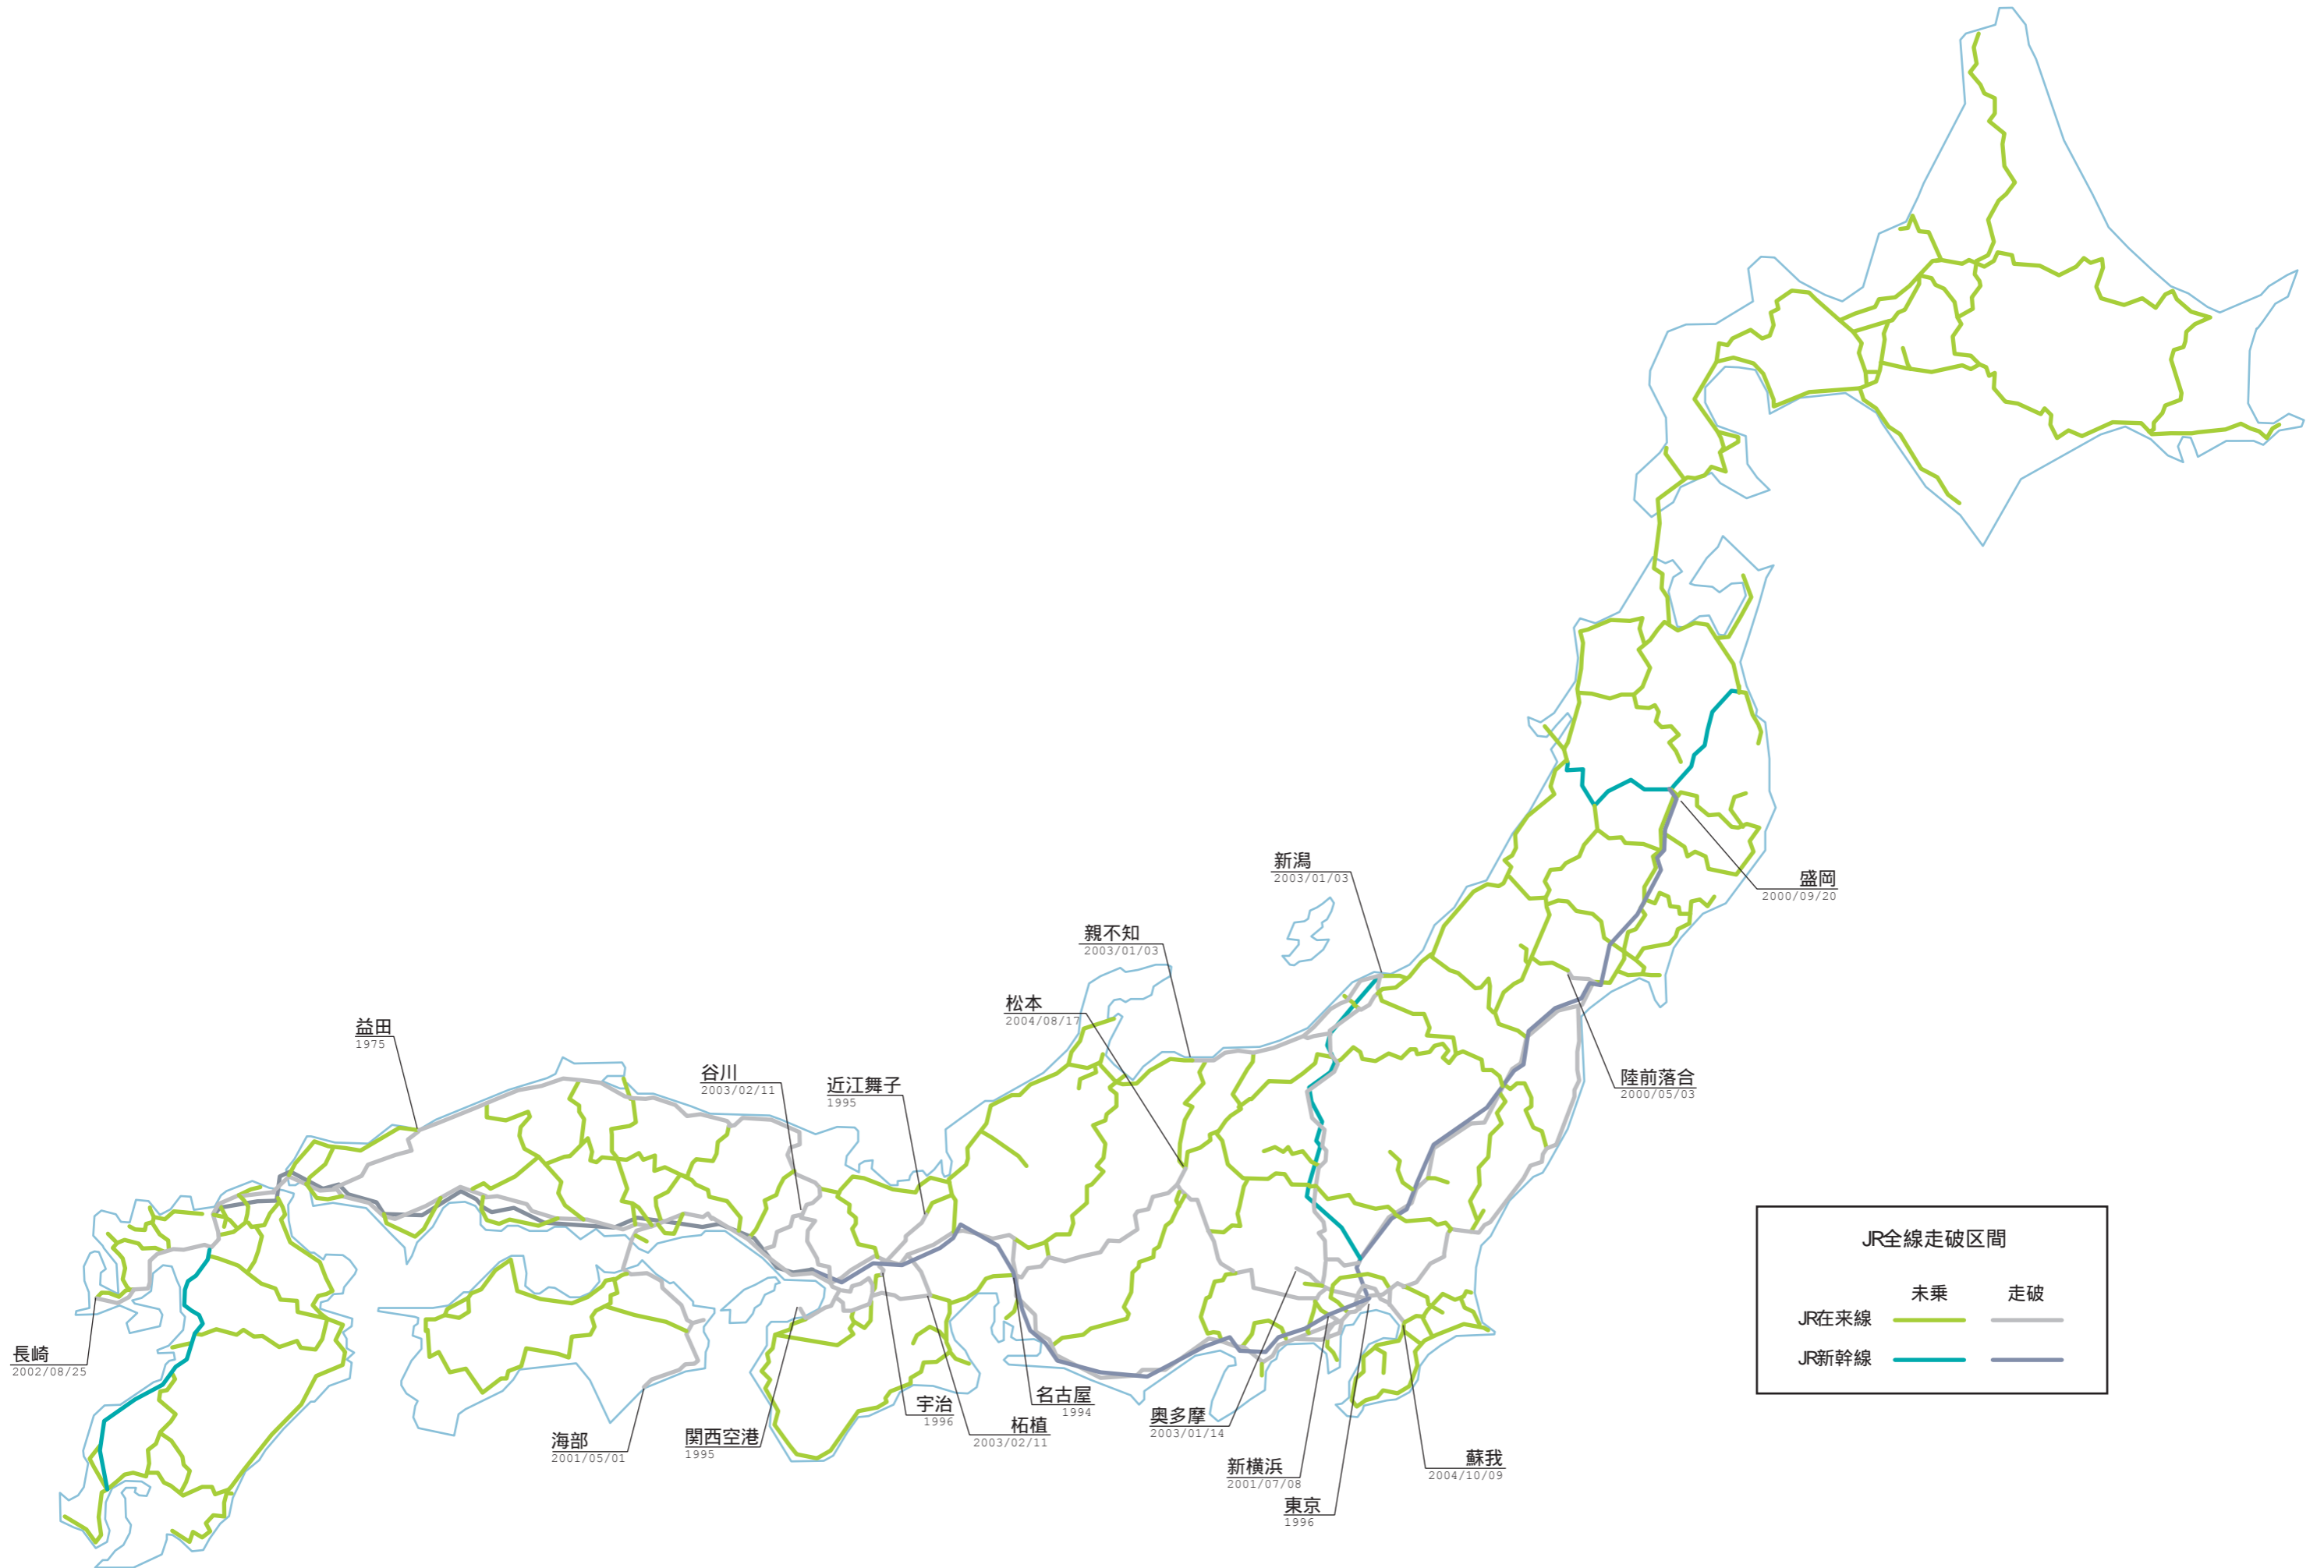 新潟
2003/01/03
盛岡
2000/09/20
親不知
2003/01/03
松本
2004/08/17
益田
1975
谷川
2003/02/11
近江舞子
1995
陸前落合
2000/05/03
JR全線走破区間
未乗 走破
JR在来線
JR新幹線
長崎
2002/08/25
海部
2001/05/01
関西空港
1995
宇治
1996
柘植
2003/02/11
名古屋
1994
奥多摩
2003/01/14
新横浜
2001/07/08
東京
1996
蘇我
2004/10/09